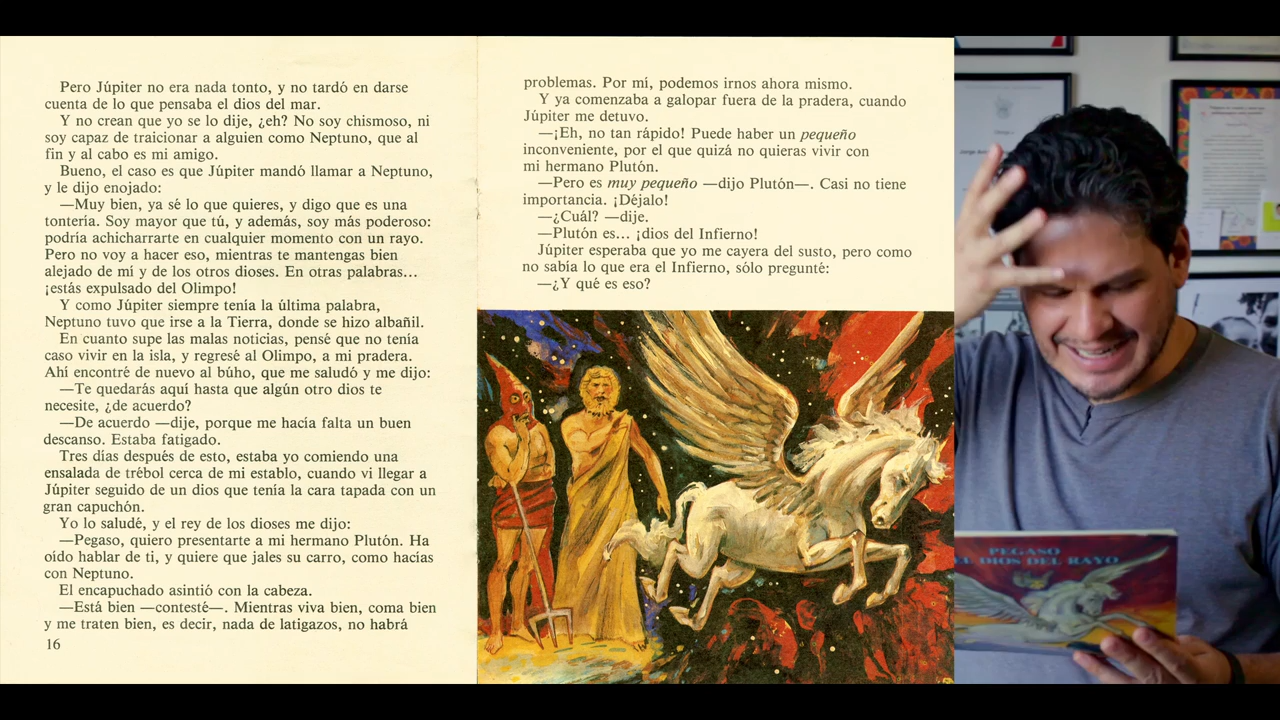 Pero Júpiter no era nada tonto, y no tardó en darse
cuenta de lo que pensaba el dios del mar.
Y no crean que yo se lo dije, ¿eh? No soy chismoso, ni
soy capaz de traicionar a alguien como Neptuno, que al
fin y al cabo es mi amigo.
Bueno, el caso es que Júpiter mandó llamar a Neptuno,
y le dijo enojado:
—Muy bien, ya sé lo que quieres, y digo que es una
tontería. Soy mayor que tú, y además, soy más poderoso:
podría achicharrarte en cualquier momento con un rayo.
Pero no voy a hacer eso, mientras te mantengas bien
alejado de mí y de los otros dioses. En otras palabras...
¡estás expulsado del Olimpo!
Y como Júpiter siempre tenía la última palabra,
Neptuno tuvo que irse a la Tierra, donde se hizo albañil.
En cuanto supe las malas noticias, pensé que no tenía
caso vivir en la isla, y regresé al Olimpo, a mi pradera.
Ahí encontré de nuevo al búho, que me saludó y me dijo:
—Te quedarás aquí hasta que algún otro dios te
necesite, ¿de acuerdo?
—De acuerdo —dije, porque me hacía falta un buen
descanso. Estaba fatigado.
Tres días después de esto, estaba yo comiendo una
ensalada de trébol cerca de mi establo, cuando vi llegar a
Júpiter seguido de un dios que tenía la cara tapada con un
gran capuchón.
Yo lo saludé, y el rey de los dioses me dijo:
—Pegaso, quiero presentarte a mi hermano Plutón. Ha
oído hablar de ti, y quiere que jales su carro, como hacías
con Neptuno.
El encapuchado asintió con la cabeza.
—Está bien —contesté—. Mientras viva bien, coma bien
y me traten bien, es decir, nada de latigazos, no habrá
16
problemas. Por mí, podemos irnos ahora mismo.
Y ya comenzaba a galopar fuera de la pradera, cuando
Júpiter me detuvo.
—¡Eh, no tan rápido! Puede haber un pequeño
inconveniente, por el que quizá no quieras vivir con
mi hermano Plutón.
—Pero es muy pequeño —dijo Plutón—. Casi no tiene
importancia. ¡Déjalo!
—¿Cuál? —dije.
—Plutón es... ¡dios del Infierno!
Júpiter esperaba que yo me cayera del susto, pero como
no sabía lo que era el Infierno, sólo pregunté:
—¿Y qué es eso?
PEGASO
EL DIOS DEL RAYO